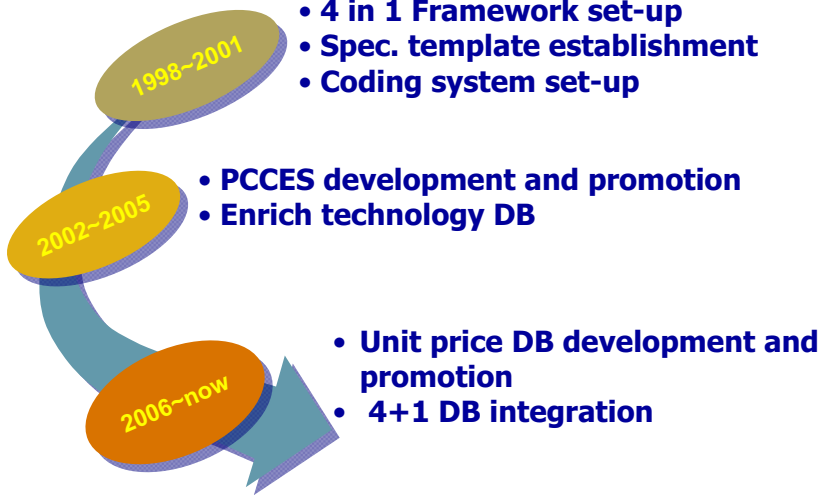 1998~2001
• 4 in 1 Framework set-up
• Spec. template establishment
• Coding system set-up
2002~2005
• PCCES development and promotion
• Enrich technology DB
2006~now
• Unit price DB development and
promotion
• 4+1 DB integration